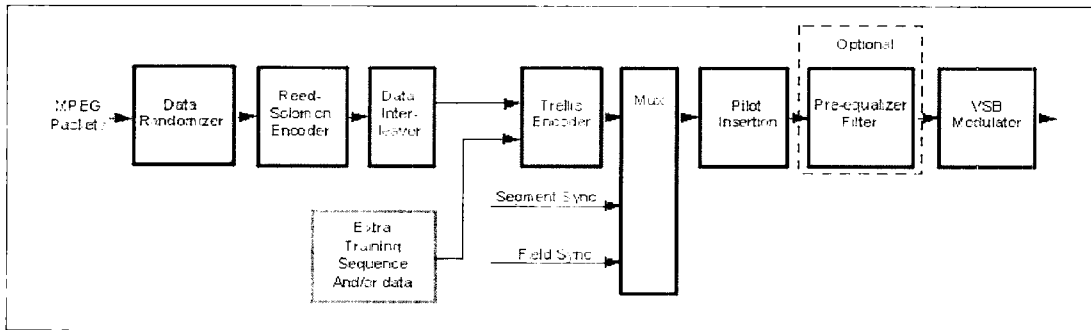 Optional
MPEG
Packets
Data
Randomizer
Reed-
Solomon
Encoder
Data
Inter-
leaver
Trellis
Encoder
Mux
Pilot
Insertion
Pre-equalizer
Filter
VSB
Modulator
Segment Sync
Extra
Training
Sequence
And/or data
Field Sync